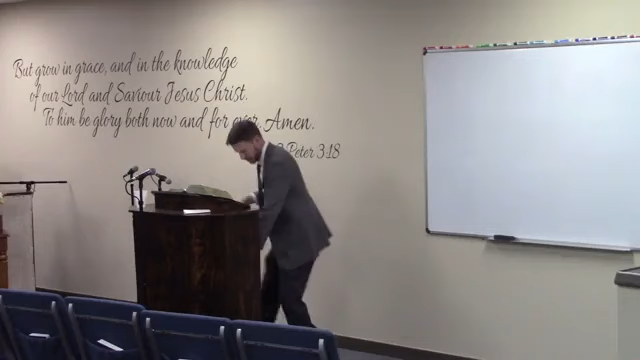 But grow in grace, and in the knowledge
of our Lord and Saviour Jesus Christ.
To him be glory both now and for ever. Amen.
Peter 3:18